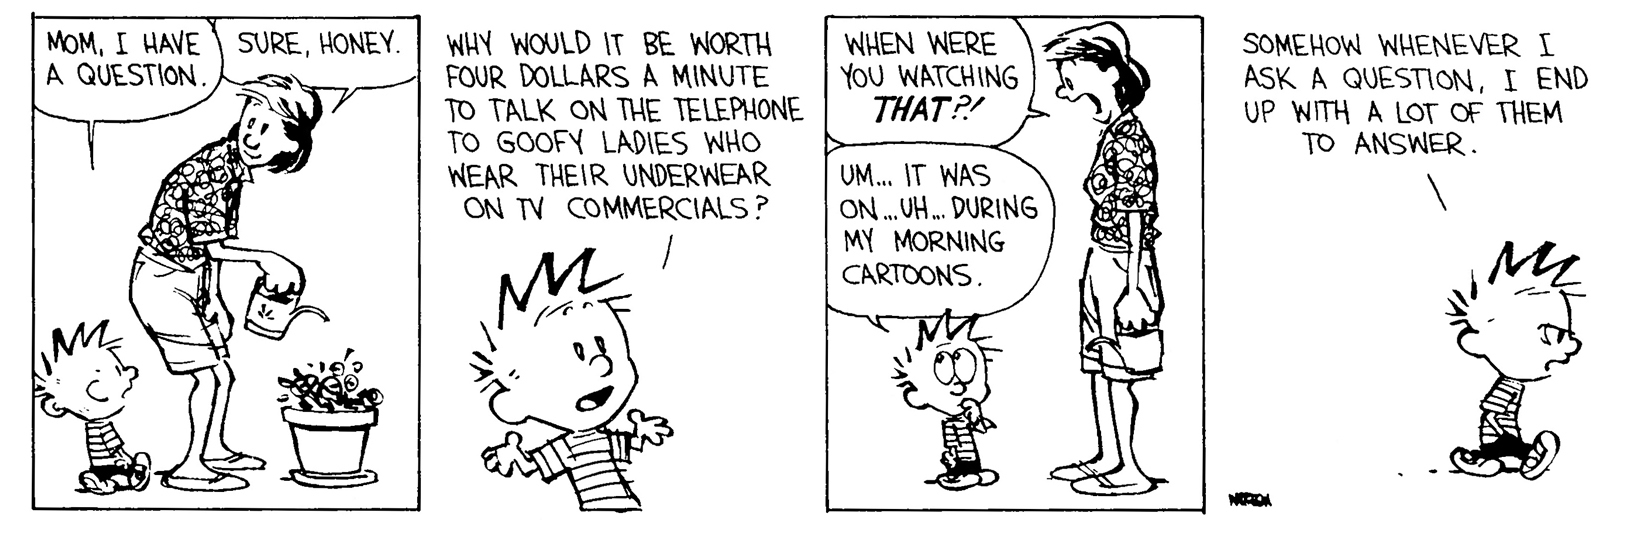 MOM, I HAVE
A QUESTION.
SURE, HONEY.
WHY WOULD IT BE WORTH
FOUR DOLLARS A MINUTE
TO TALK ON THE TELEPHONE
TO GOOFY LADIES WHO
WEAR THEIR UNDERWEAR
ON TV COMMERCIALS?
WHEN WERE
YOU WATCHING
THAT?!
UM... IT WAS
ON...UH... DURING
MY MORNING
CARTOONS.
SOMEHOW WHENEVER I
ASK A QUESTION, I END
UP WITH A LOT OF THEM
TO ANSWER.